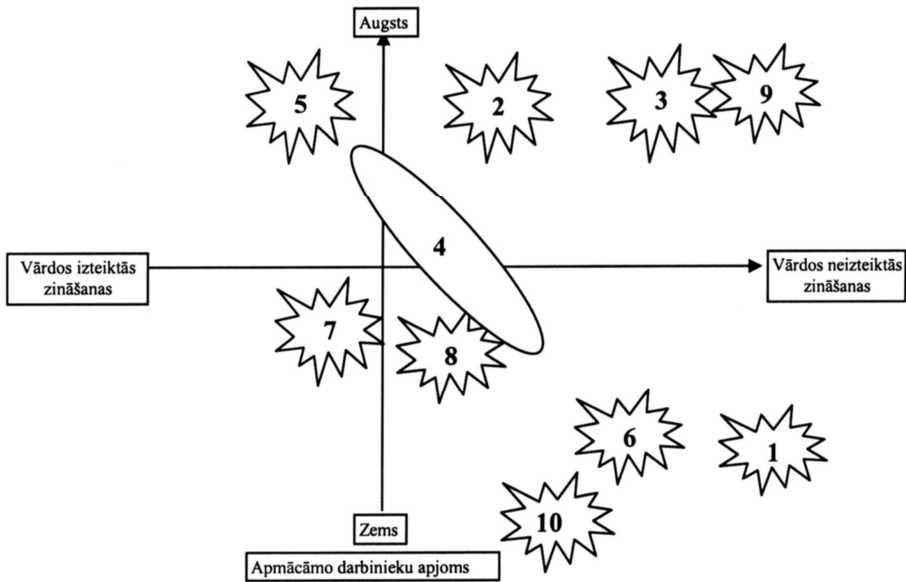 Augsts
5
2
3
9
4
Vārdos izteiktās
zināšanas
Vārdos neizteiktās
zināšanas
7
8
6
1
10
Zems
Apmācāmo darbinieku apjoms